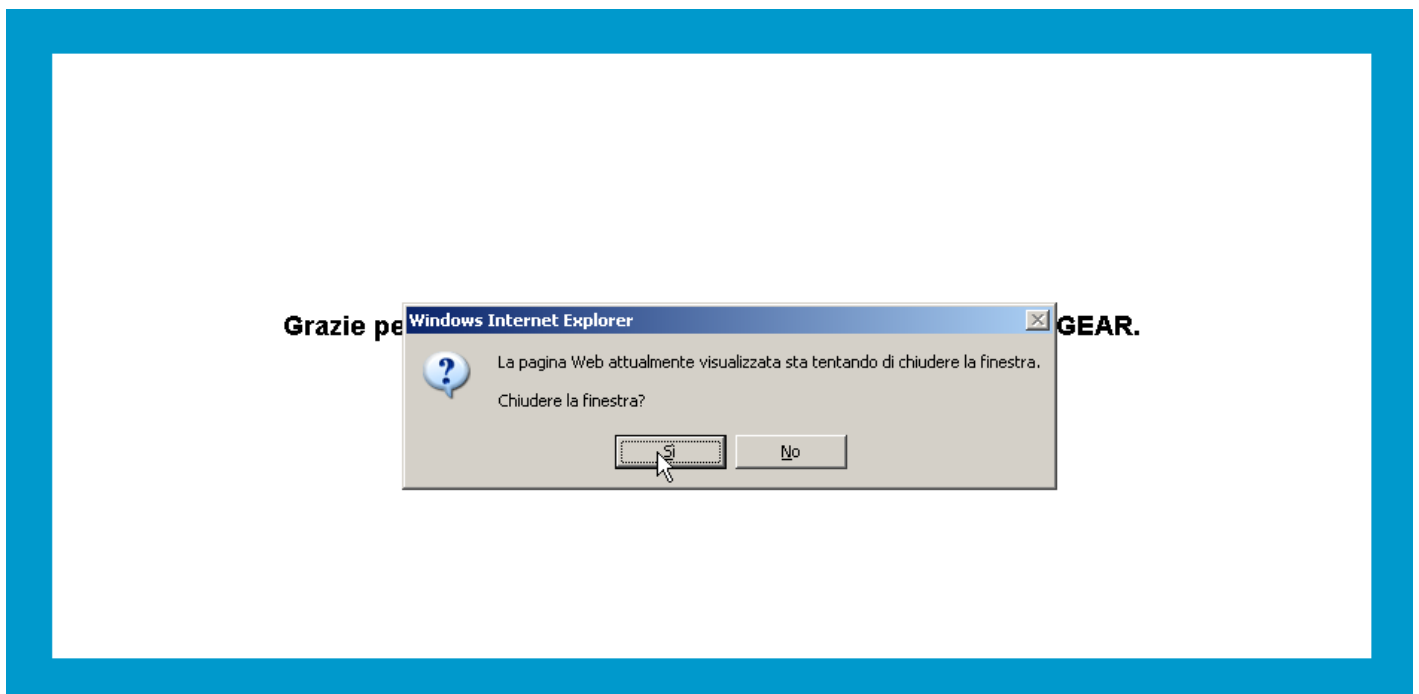 Grazie pe
GEAR.
Windows Internet Explorer
La pagina Web attualmente visualizzata sta tentando di chiudere la finestra.
Chiudere la finestra?
Sì
No